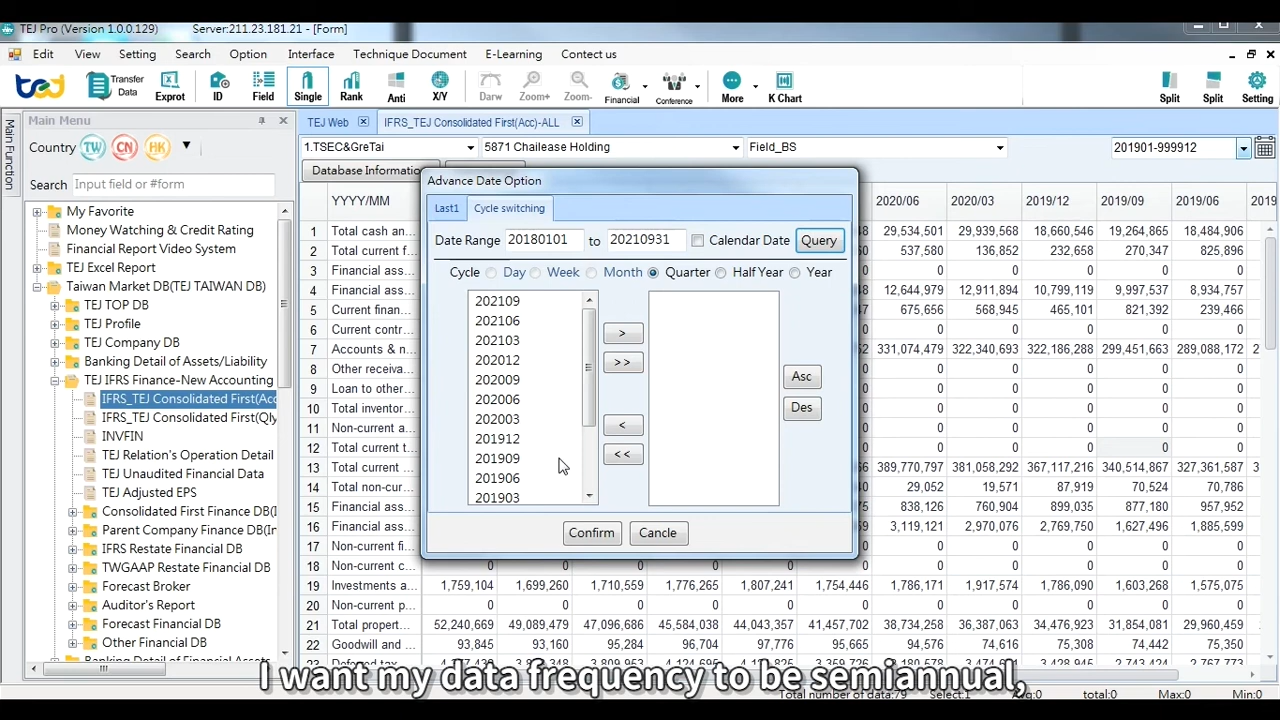 TEJ Pro (Version 1.0.0.129) Server:211.23.181.21 - [Form]
Edit View Setting Search Option Interface Technique Document E-Learning Contact us
Transfer Data Exprot ID Field Single Rank Anti X/Y Darw Zoom+ Zoom- Financial Conference More K Chart Split Split Setting
Main Function
Main Menu
Country TW CN HK
Search Input field or #form
My Favorite
Money Watching & Credit Rating
Financial Report Video System
TEJ Excel Report
Taiwan Market DB(TEJ TAIWAN DB)
TEJ TOP DB
TEJ Profile
TEJ Company DB
Banking Detail of Assets/Liability
TEJ IFRS Finance-New Accounting
IFRS_TEJ Consolidated First(Acc
IFRS_TEJ Consolidated First(Qly
INVFIN
TEJ Relation's Operation Detail
TEJ Unaudited Financial Data
TEJ Adjusted EPS
Consolidated First Finance DB(I
Parent Company Finance DB(In
IFRS Restate Financial DB
TWGAAP Restate Financial DB
Forecast Broker
Auditor's Report
Forecast Financial DB
Other Financial DB
TEJ Web IFRS_TEJ Consolidated First(Acc)-ALL
1.TSEC&GreTai 5871 Chailease Holding Field_BS 201901-999912
Database Informatio
Advance Date Option
Last1 Cycle switching
Date Range 20180101 to 20210931 Calendar Date Query
Cycle Day Week Month Quarter Half Year Year
202109
202106
202103
202012
202009
202006
202003
201912
201909
201906
201903
>
>>
<
<<
Asc
Des
Confirm Cancle
YYYY/MM 2020/06 2020/03 2019/12 2019/09 2019/06 2019
1 Total cash an... 29,534,501 29,939,568 18,660,546 19,264,865 18,484,906
2 Total current f... 537,580 136,852 232,668 270,347 825,896
3 Financial ass... 0 0 0 0 0
4 Financial ass... 12,644,979 12,911,894 10,799,119 9,997,537 8,934,757
5 Current finan... 675,656 568,945 465,101 821,392 239,466
6 Current contr... 0 0 0 0 0
7 Accounts & n... 331,074,479 322,340,693 322,186,288 299,451,663 289,088,172
8 Other receiva... 0 0 0 0 0
9 Loan to other... 0 0 0 0 0
10 Total inventor... 0 0 0 0 0
11 Non-current a... 0 0 0 0 0
12 Total current t... 0 0 0 0 0
13 Total current ... 389,770,797 381,058,292 367,117,216 340,514,867 327,361,587
14 Total non-cur... 29,052 19,571 87,919 70,524 70,786
15 Financial ass... 838,126 760,904 899,035 877,180 957,952
16 Financial ass... 3,119,121 2,970,076 2,769,750 1,627,496 1,885,599
17 Non-current fi... 0 0 0 0 0
18 Non-current c... 0 0 0 0 0 0 0 0 0 0 0
19 Investments a... 1,759,104 1,699,260 1,710,559 1,776,265 1,807,241 1,754,446 1,786,171 1,917,574 1,786,090 1,603,268 1,575,075
20 Non-current p... 0 0 0 0 0 0 0 0 0 0 0
21 Total propert... 52,240,669 49,089,479 47,096,686 45,584,038 43,041,437 41,457,702 38,734,258 36,387,063 34,476,923 31,854,081 29,960,459
22 Goodwill and ... 93,845 93,160 95,284 96,704 97,776 95,665 94,576 74,616 75,319 74,442 75,350
23
I want my data frequency to be semiannual,
Total number of data:79 Avg:0 total:0 Max:0 Min:0